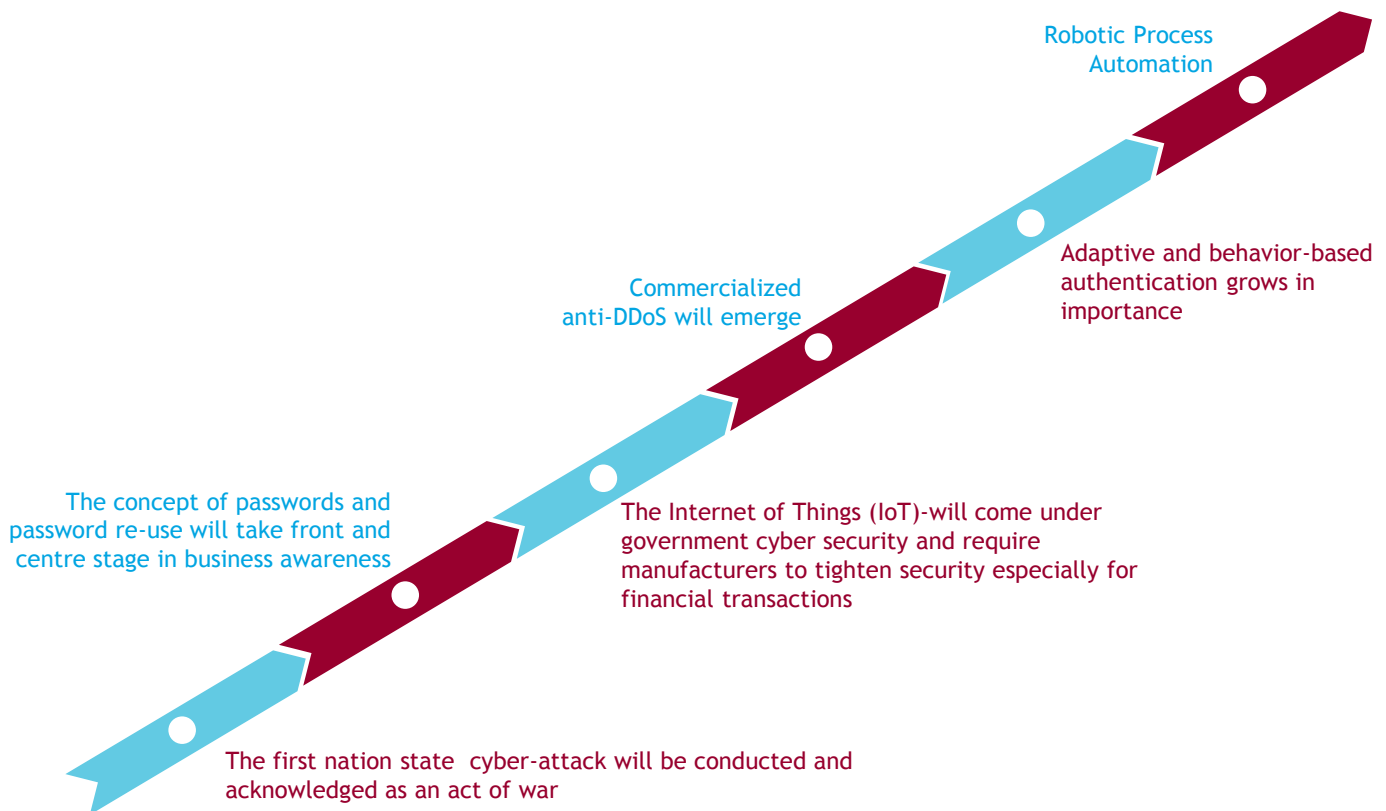 Robotic Process
Automation
Adaptive and behavior-based
authentication grows in
importance
Commercialized
anti-DDoS will emerge
The concept of passwords and
password re-use will take front and
centre stage in business awareness
The Internet of Things (IoT)-will come under
government cyber security and require
manufacturers to tighten security especially for
financial transactions
The first nation state cyber-attack will be conducted and
acknowledged as an act of war